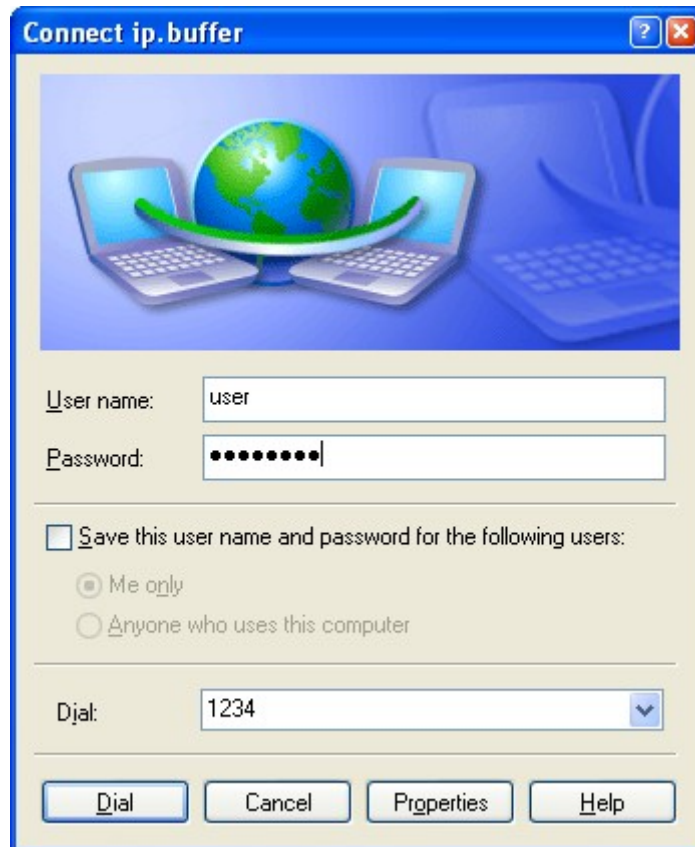 Connect ip.buffer
User name: user
Password: ••••••••
Save this user name and password for the following users:
Me only
Anyone who uses this computer
Dial: 1234
Dial Cancel Properties Help